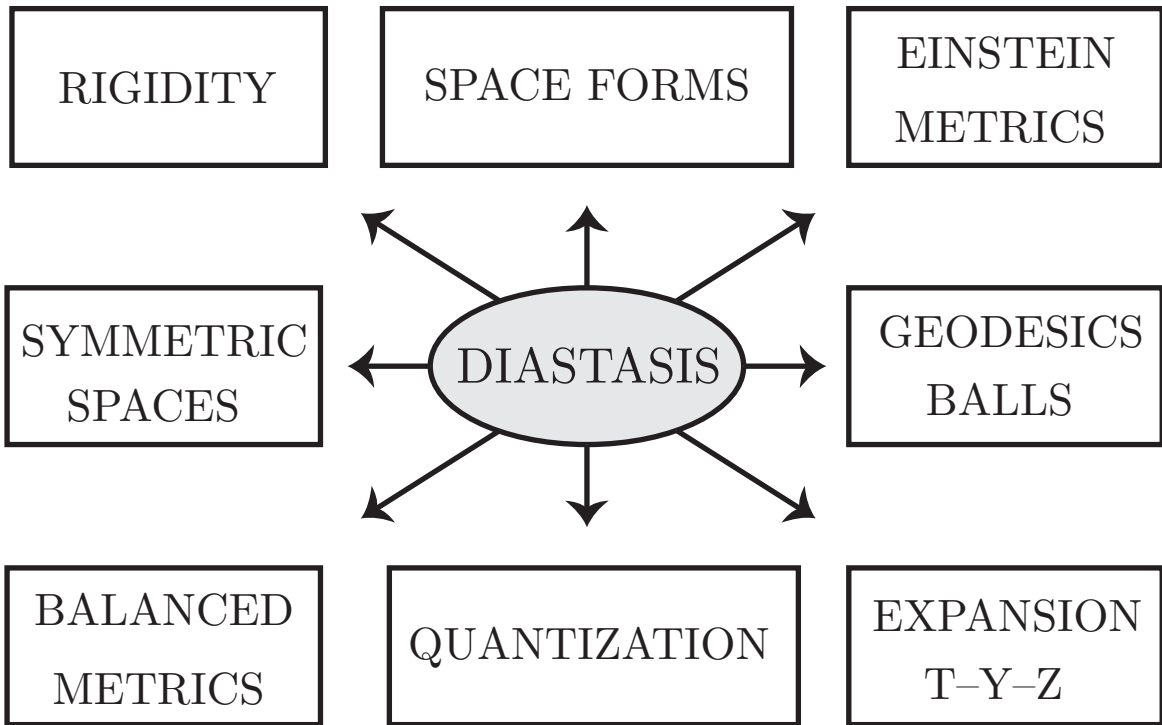 RIGIDITY
SPACE FORMS
EINSTEIN
METRICS
SYMMETRIC
SPACES
DIASTASIS
GEODESICS
BALLS
BALANCED
METRICS
QUANTIZATION
EXPANSION
T–Y–Z